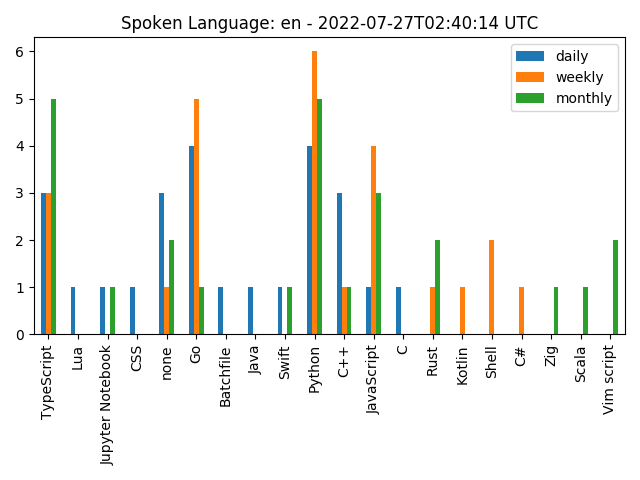 Spoken Language: en - 2022-07-27T02:40:14 UTC
daily
weekly
monthly
6
5
4
3
2
1
0
TypeScript
Lua
Jupyter Notebook
CSS
none
Go
Batchfile
Java
Swift
Python
C++
JavaScript
C
Rust
Kotlin
Shell
C#
Zig
Scala
Vim script